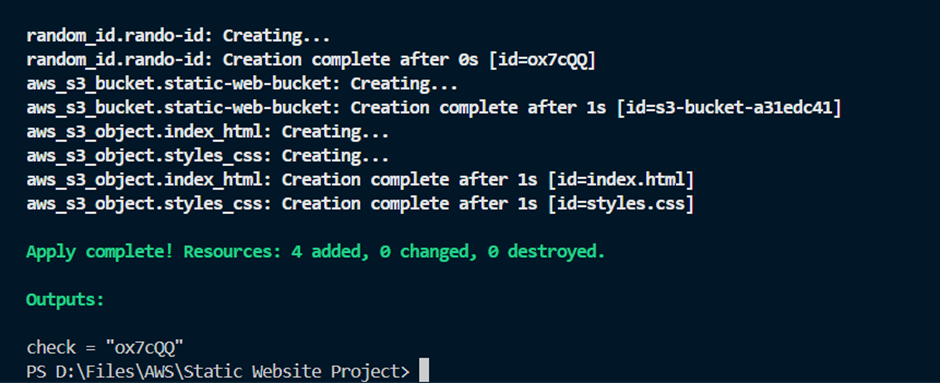 random_id.rando-id: Creating...
random_id.rando-id: Creation complete after 0s [id=ox7cQQ]
aws_s3_bucket.static-web-bucket: Creating...
aws_s3_bucket.static-web-bucket: Creation complete after 1s [id=s3-bucket-a31edc41]
aws_s3_object.index_html: Creating...
aws_s3_object.styles_css: Creating...
aws_s3_object.index_html: Creation complete after 1s [id=index.html]
aws_s3_object.styles_css: Creation complete after 1s [id=styles.css]
Apply complete! Resources: 4 added, 0 changed, 0 destroyed.
Outputs:
check = "ox7cQQ"
PS D:\Files\AWS\Static Website Project>